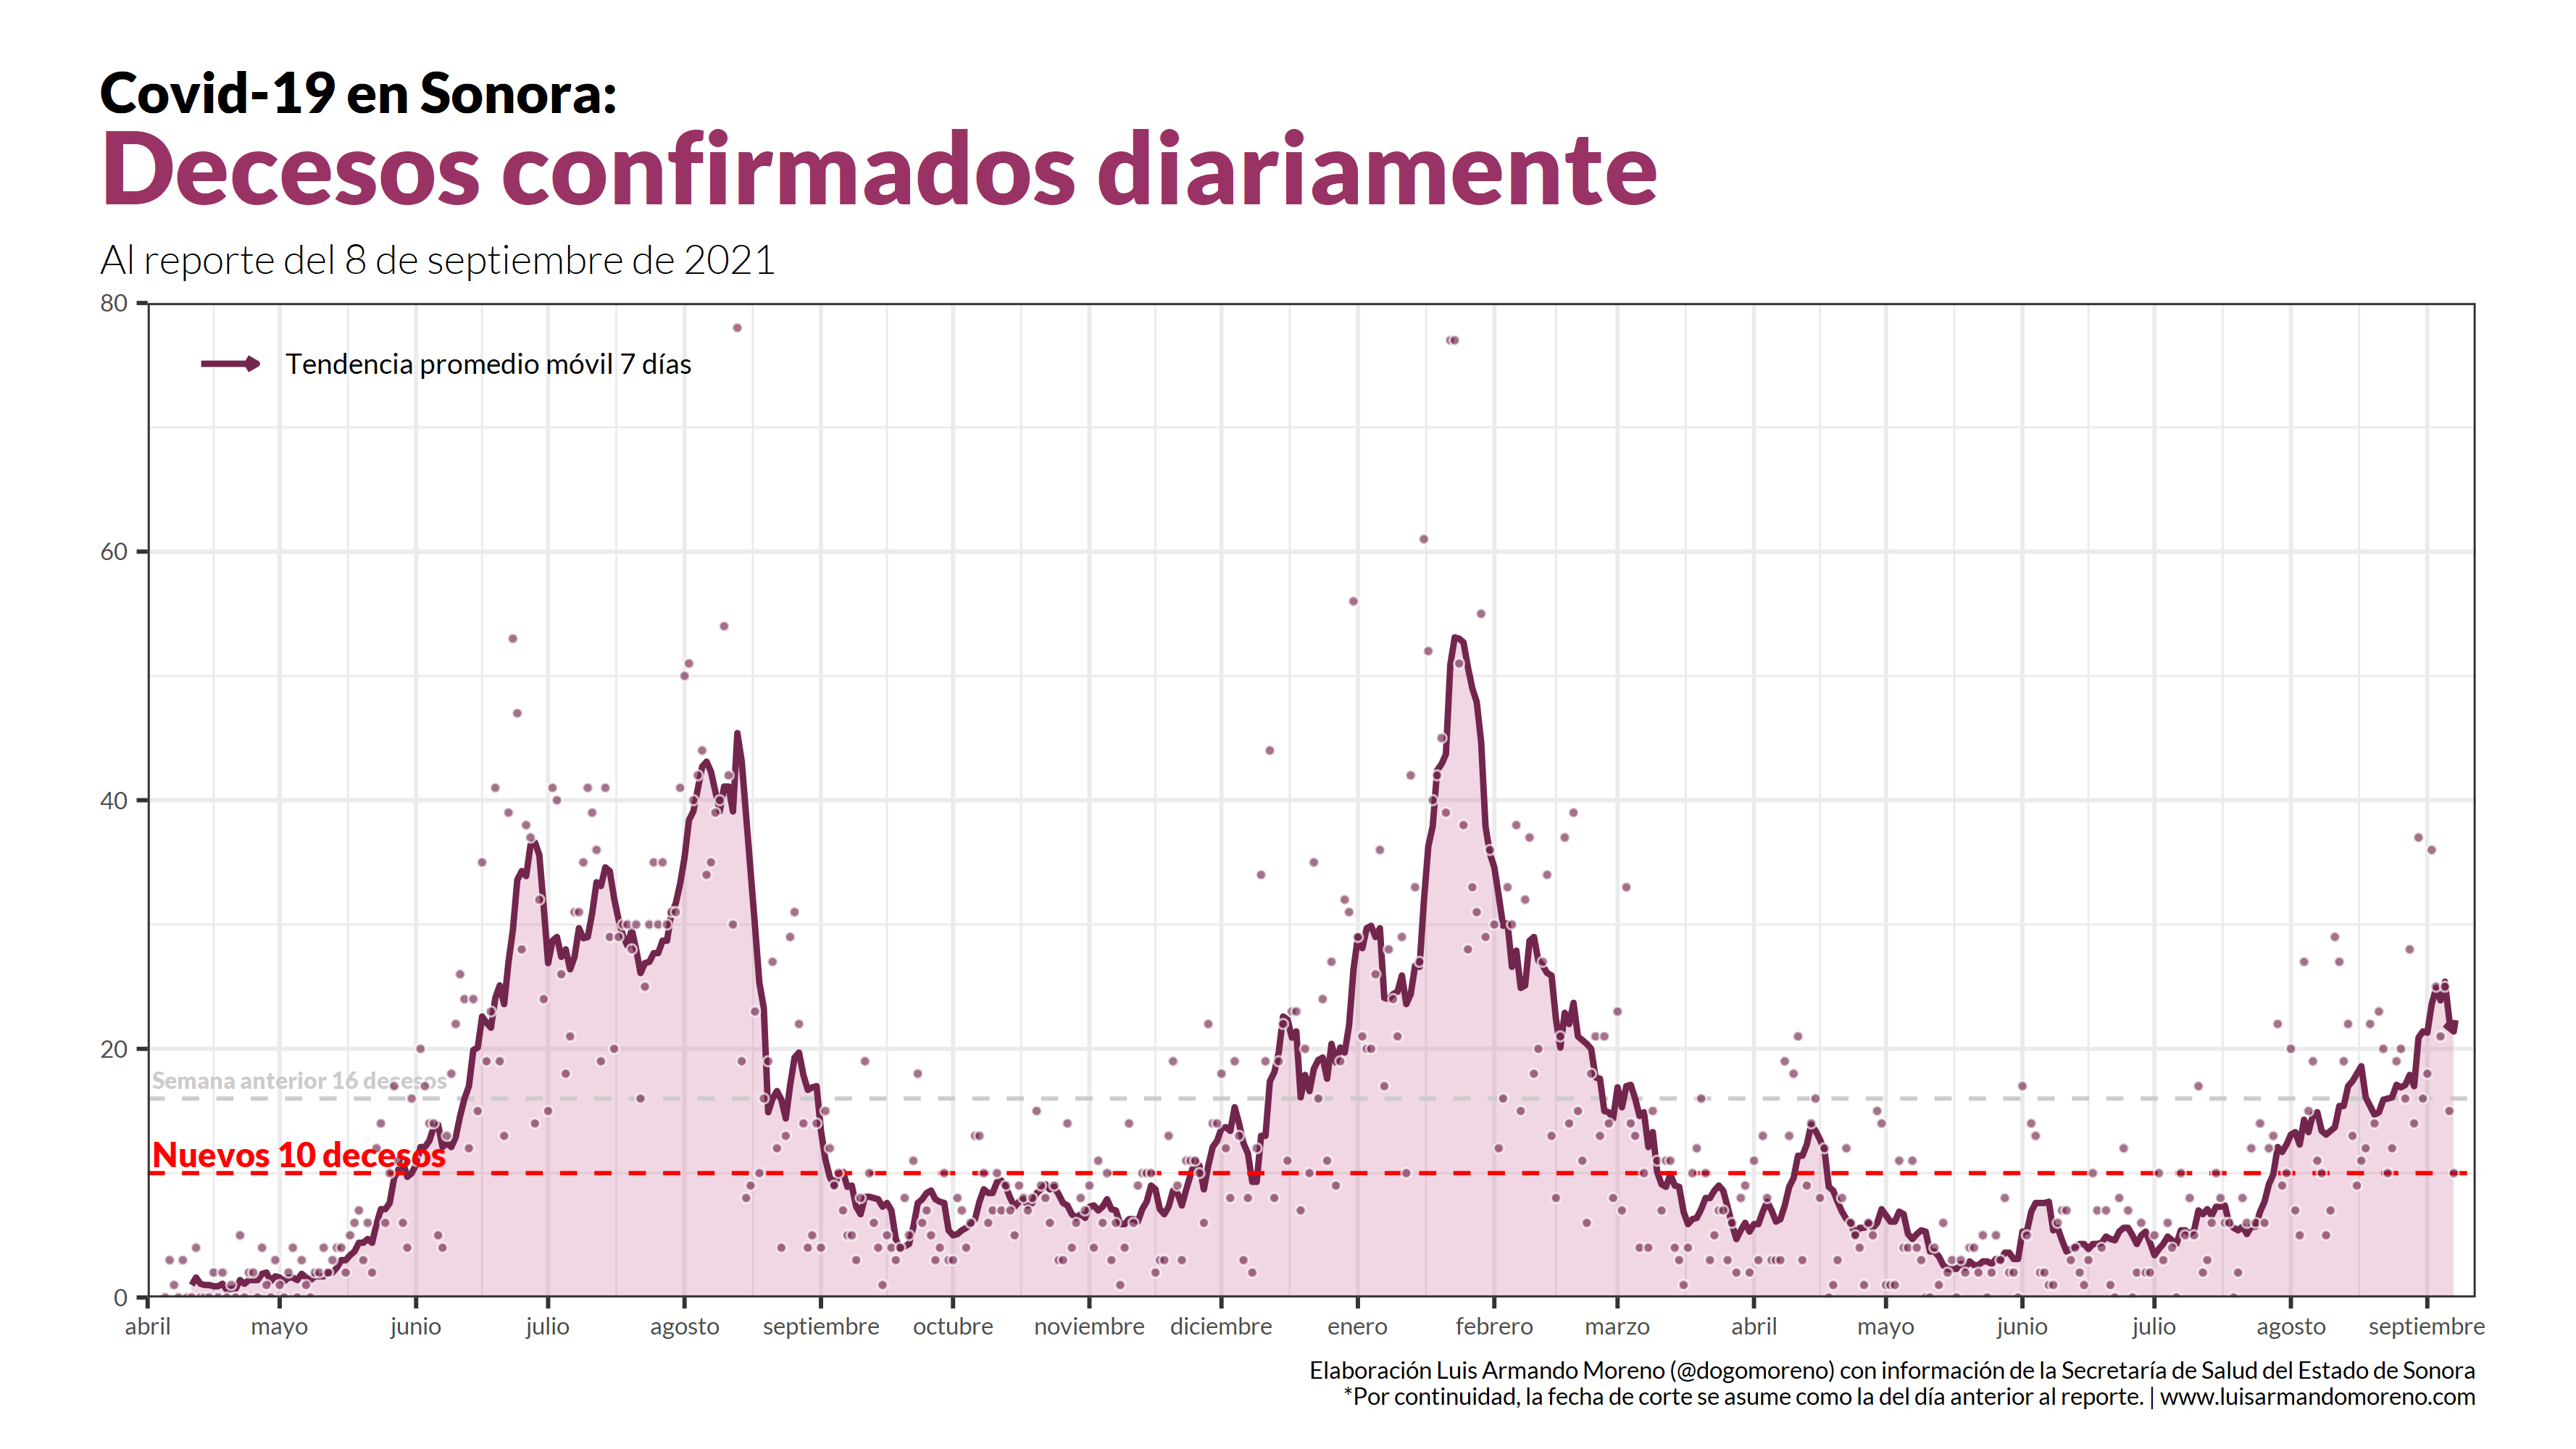 Covid-19 en Sonora:
Decesos confirmados diariamente
Al reporte del 8 de septiembre de 2021
80
Tendencia promedio móvil 7 días
60
40
20
Semana anterior 16 decesos
Nuevos 10 decesos
0
abril mayo junio julio agosto septiembre octubre noviembre diciembre enero febrero marzo abril mayo junio julio agosto septiembre
Elaboración Luis Armando Moreno (@dogomoreno) con información de la Secretaría de Salud del Estado de Sonora
*Por continuidad, la fecha de corte se asume como la del día anterior al reporte. | www.luisarmandomoreno.com